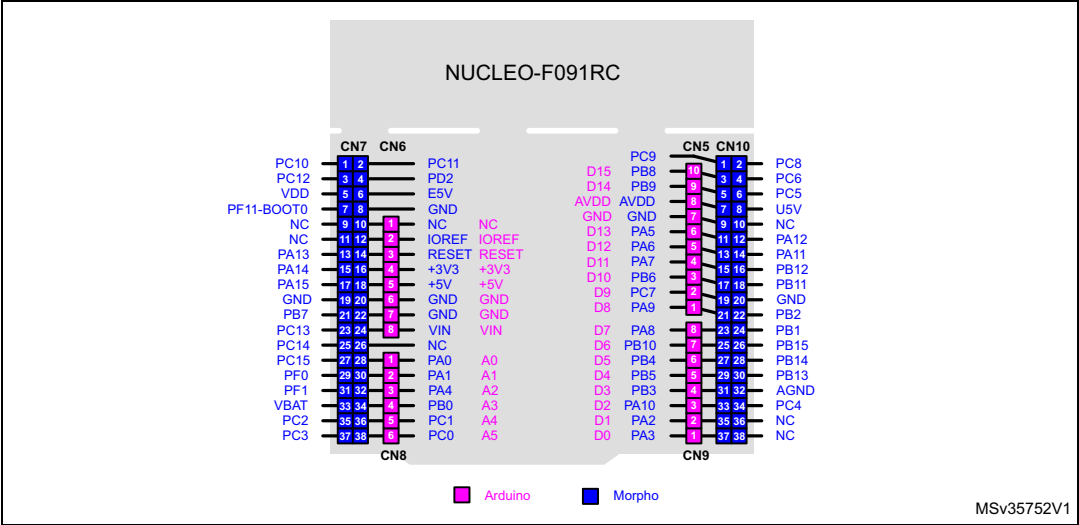 NUCLEO-F091RC
CN7 CN6 CN5 CN10
PC9
PC10 1 2 PC11 D15 PB8 10 1 2 PC8
PC12 3 4 PD2 D14 PB9 9 3 4 PC6
VDD 5 6 E5V AVDD AVDD 8 5 6 PC5
PF11-BOOT0 7 8 GND GND GND 7 7 8 U5V
NC 9 10 1 NC NC D13 PA5 6 9 10 NC
NC 11 12 2 IOREF IOREF D12 PA6 5 11 12 PA12
PA13 13 14 3 RESET RESET D11 PA7 4 13 14 PA11
PA14 15 16 4 +3V3 +3V3 D10 PB6 3 15 16 PB12
PA15 17 18 5 +5V +5V D9 PC7 2 17 18 PB11
GND 19 20 6 GND GND D8 PA9 1 19 20 GND
PB7 21 22 7 GND GND 21 22 PB2
PC13 23 24 8 VIN VIN D7 PA8 8 23 24 PB1
PC14 25 26 NC D6 PB10 7 25 26 PB15
PC15 27 28 1 PA0 A0 D5 PB4 6 27 28 PB14
PF0 29 30 2 PA1 A1 D4 PB5 5 29 30 PB13
PF1 31 32 3 PA4 A2 D3 PB3 4 31 32 AGND
VBAT 33 34 4 PB0 A3 D2 PA10 3 33 34 PC4
PC2 35 36 5 PC1 A4 D1 PA2 2 35 36 NC
PC3 37 38 6 PC0 A5 D0 PA3 1 37 38 NC
CN8 CN9
Arduino Morpho
MSv35752V1